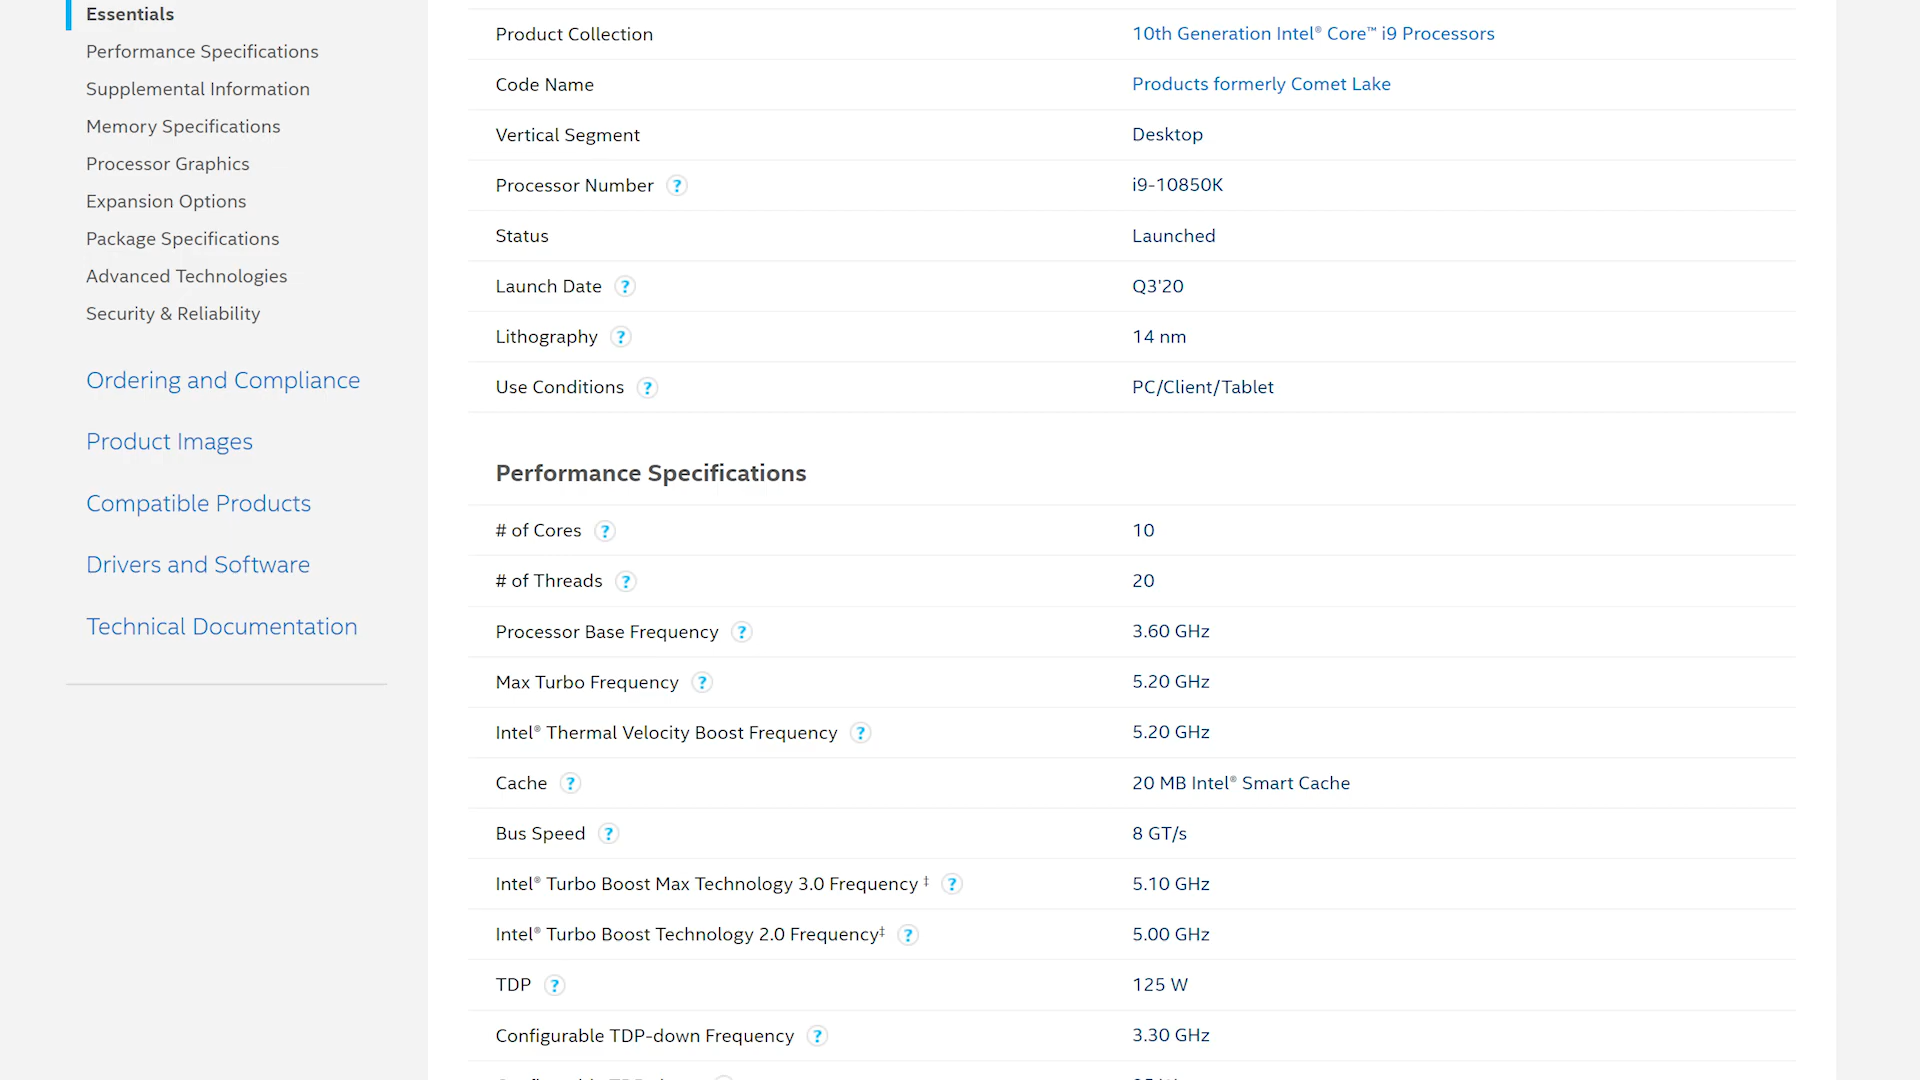 Essentials
Performance Specifications
Supplemental Information
Memory Specifications
Processor Graphics
Expansion Options
Package Specifications
Advanced Technologies
Security & Reliability
Ordering and Compliance
Product Images
Compatible Products
Drivers and Software
Technical Documentation
Product Collection 10th Generation Intel® Core™ i9 Processors
Code Name Products formerly Comet Lake
Vertical Segment Desktop
Processor Number ? i9-10850K
Status Launched
Launch Date ? Q3'20
Lithography ? 14 nm
Use Conditions ? PC/Client/Tablet
Performance Specifications
# of Cores ? 10
# of Threads ? 20
Processor Base Frequency ? 3.60 GHz
Max Turbo Frequency ? 5.20 GHz
Intel® Thermal Velocity Boost Frequency ? 5.20 GHz
Cache ? 20 MB Intel® Smart Cache
Bus Speed ? 8 GT/s
Intel® Turbo Boost Max Technology 3.0 Frequency ‡ ? 5.10 GHz
Intel® Turbo Boost Technology 2.0 Frequency‡ ? 5.00 GHz
TDP ? 125 W
Configurable TDP-down Frequency ? 3.30 GHz